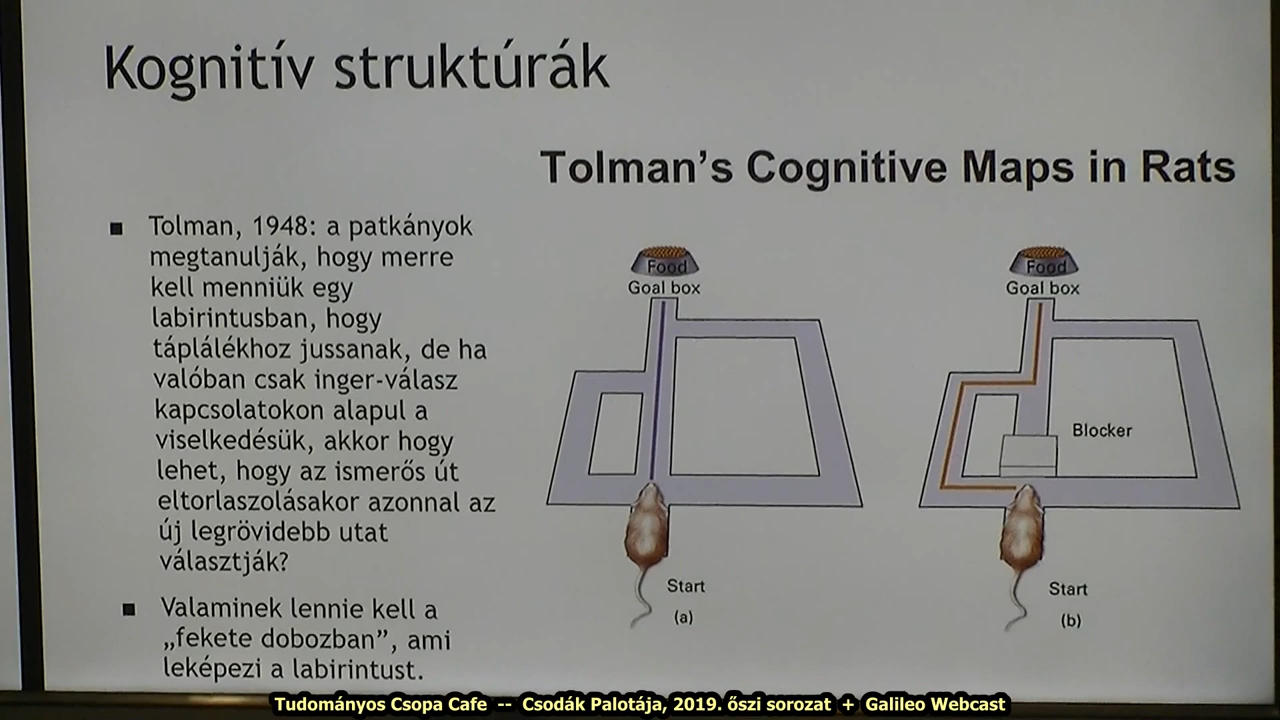 Kognitív struktúrák
Tolman's Cognitive Maps in Rats
▪ Tolman, 1948: a patkányok
megtanulják, hogy merre
kell menniük egy
labirintusban, hogy
táplálékhoz jussanak, de ha
valóban csak inger-válasz
kapcsolatokon alapul a
viselkedésük, akkor hogy
lehet, hogy az ismerős út
eltorlaszolásakor azonnal az
új legrövidebb utat
választják?
▪ Valaminek lennie kell a
„fekete dobozban”, ami
leképezi a labirintust.
Food
Goal box
Start
(a)
Food
Goal box
Blocker
Start
(b)
Tudományos Csopa Cafe -- Csodák Palotája, 2019. őszi sorozat + Galileo Webcast